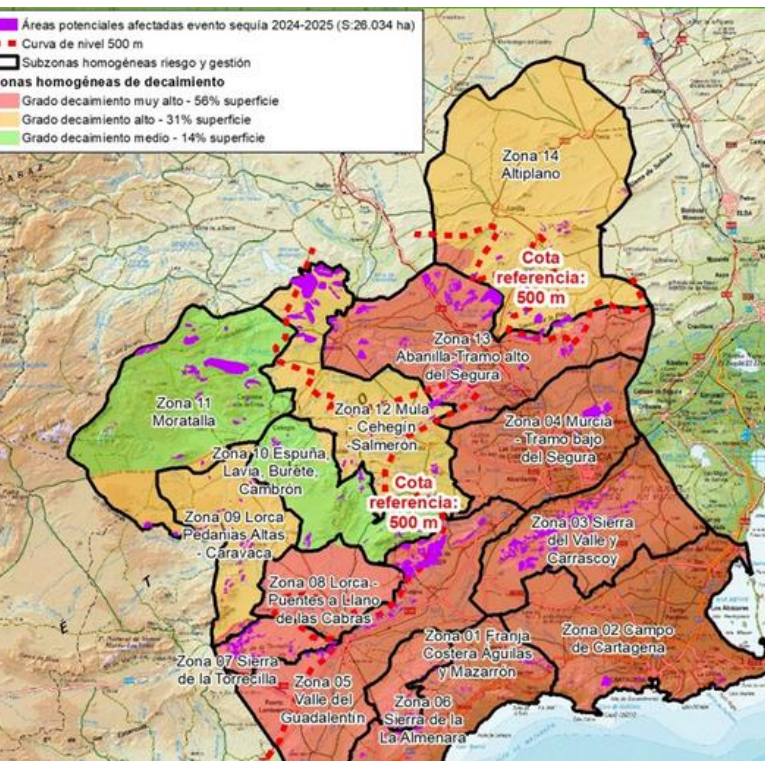 Áreas potenciales afectadas evento sequía 2024-2025 (S:26.034 ha)
Curva de nivel 500 m
Subzonas homogéneas riesgo y gestión
onas homogéneas de decaimiento
Grado decaimiento muy alto - 56% superficie
Grado decaimiento alto - 31% superficie
Grado decaimiento medio - 14% superficie
Zona 14
Altiplano
Cota
referencia:
500 m
Zona 13
Abanilla-Tramo alto
del Segura
Zona 11
Moratalla
Zona 12 Mula
- Cehegín
-Salmerón
Zona 04 Murcia
- Tramo bajo
del Segura
Zona 10 Espuña,
Lavia, Burete,
Cambrón
Cota
referencia:
500 m
Zona 09 Lorca
Pedanías Altas
- Caravaca
Zona 03 Sierra
del Valle y
Carrascoy
Zona 08 Lorca -
Puentes a Llano
de las Cabras
Zona 01 Franja
Costera Águilas
y Mazarrón
Zona 02 Campo
de Cartagena
Zona 07 Sierra
de la Torrecilla
Zona 05
Valle del
Guadalentín
Zona 06
Sierra de la
La Almenara